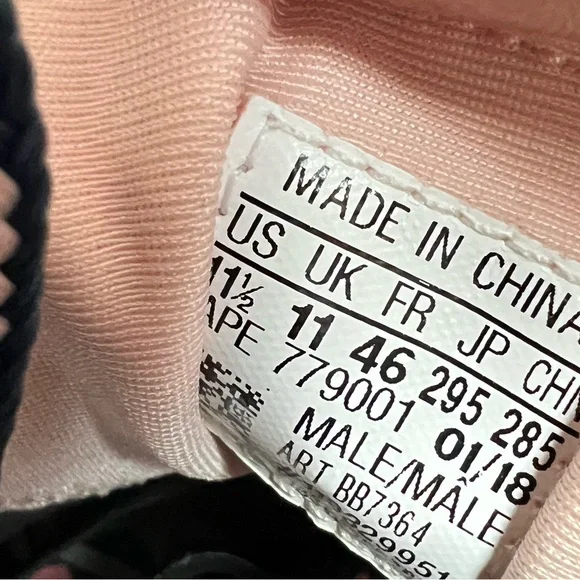 MADE IN CHINA
US UK FR JP CHN
11½ 11 46 295 285
APE 779001 01/18
MALE/MÂLE
ART BB7364